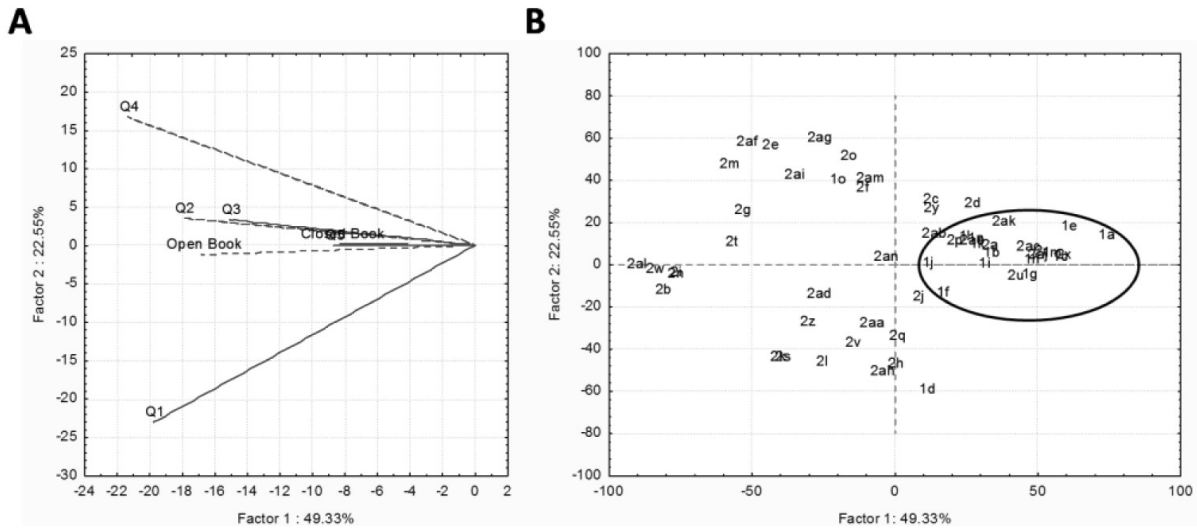 A
B
25
20
15
10
5
0
-5
-10
-15
-20
-25
-30
Factor 2 : 22.55%
Q4
Q2
Q3
Open Book
Closed Book
Q1
-24 -22 -20 -18 -16 -14 -12 -10 -8 -6 -4 -2 0 2
Factor 1 : 49.33%
100
80
60
40
20
0
-20
-40
-60
-80
-100
Factor 2: 22.55%
2af 2e 2ag
2m 2ai 2o
1o 2am
2g 2c 2d
2y
2t 2ab 2ak 1e 1a
2p 2a 2ac
2an 1b
2al 2w 1j 1i
2b 2u 1g
2ad 2j 1f
2z 2aa
2v 2q
2l 2h
2ah
1d
-100 -50 0 50 100
Factor 1: 49.33%